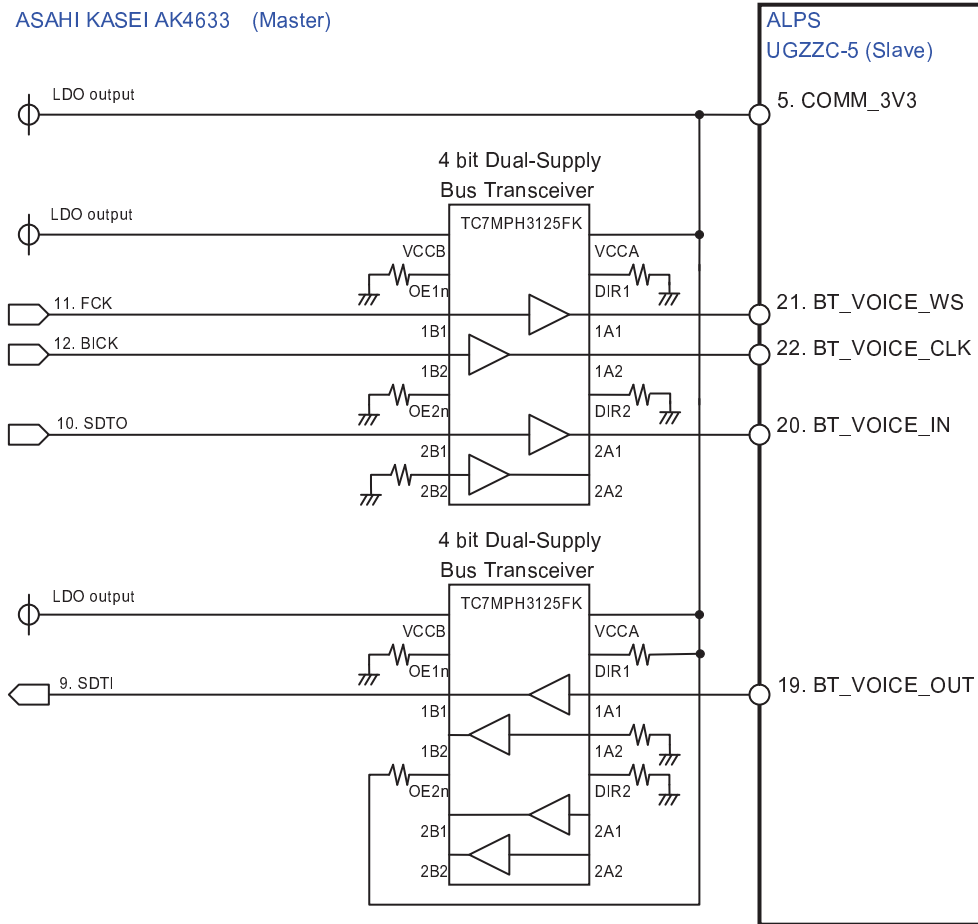 ASAHI KASEI AK4633 (Master)
ALPS
UGZZC-5 (Slave)
LDO output
5. COMM_3V3
4 bit Dual-Supply
Bus Transceiver
LDO output
TC7MPH3125FK
VCCB
VCCA
OE1n
DIR1
11. FCK
21. BT_VOICE_WS
1B1
1A1
12. BICK
22. BT_VOICE_CLK
1B2
1A2
OE2n
DIR2
10. SDTO
20. BT_VOICE_IN
2B1
2A1
2B2
2A2
4 bit Dual-Supply
Bus Transceiver
LDO output
TC7MPH3125FK
VCCB
VCCA
OE1n
DIR1
9. SDTI
19. BT_VOICE_OUT
1B1
1A1
1B2
1A2
OE2n
DIR2
2B1
2A1
2B2
2A2